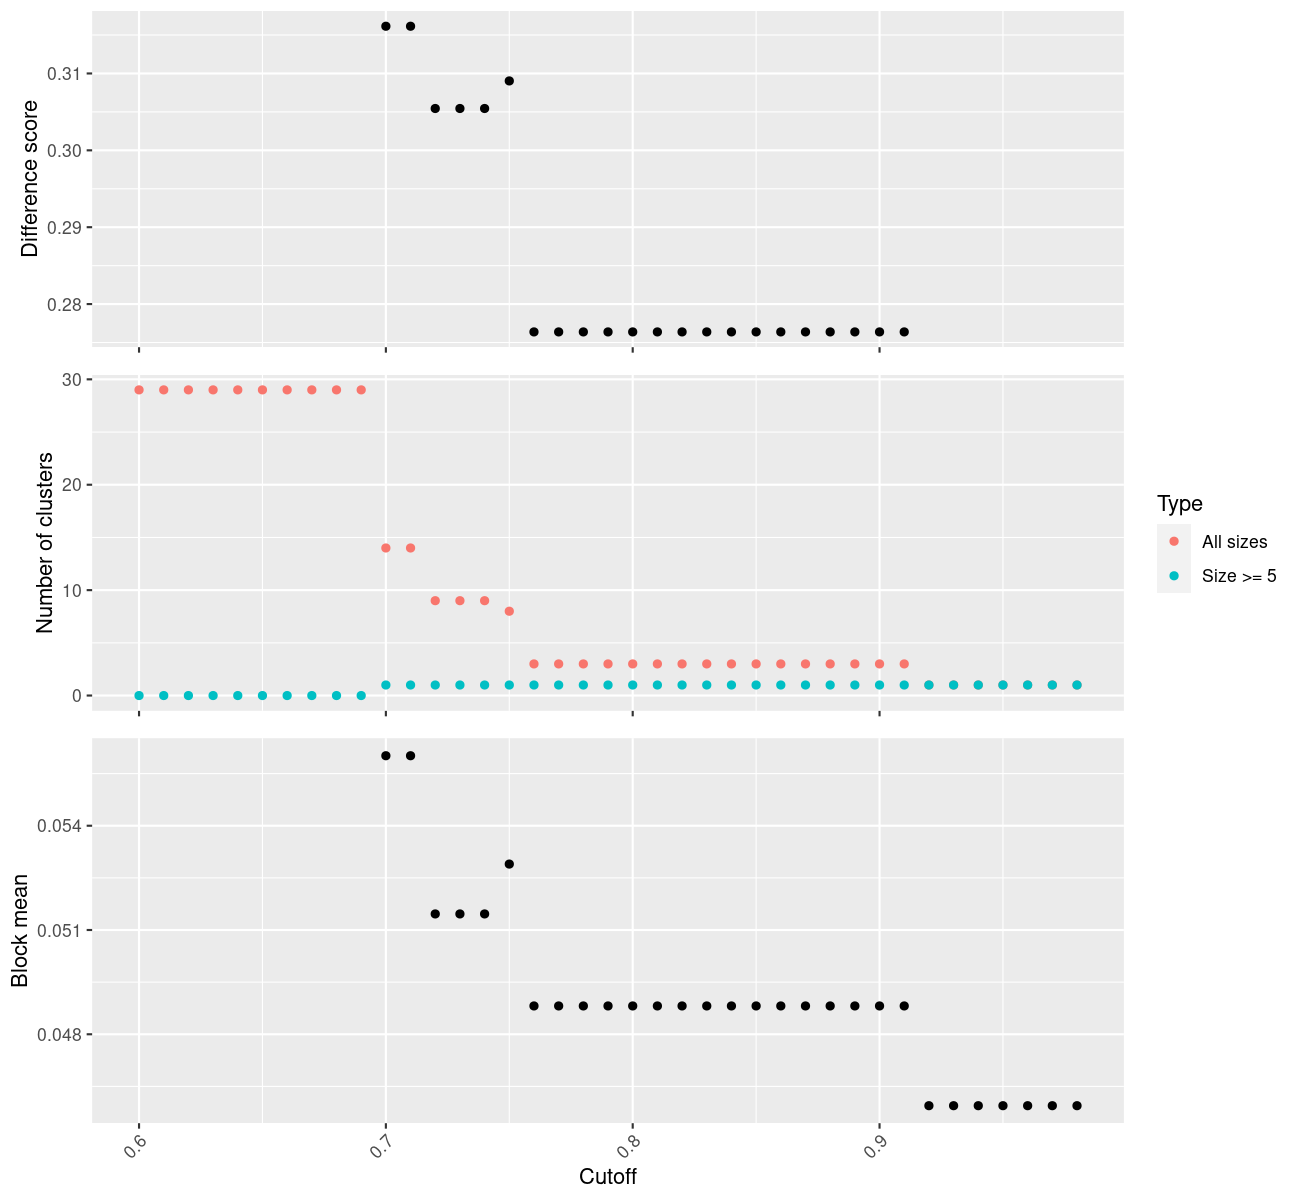 Difference score
0.31
0.30
0.29
0.28
Number of clusters
30
20
10
0
Type
All sizes
Size >= 5
Block mean
0.054
0.051
0.048
0.6
0.7
0.8
0.9
Cutoff